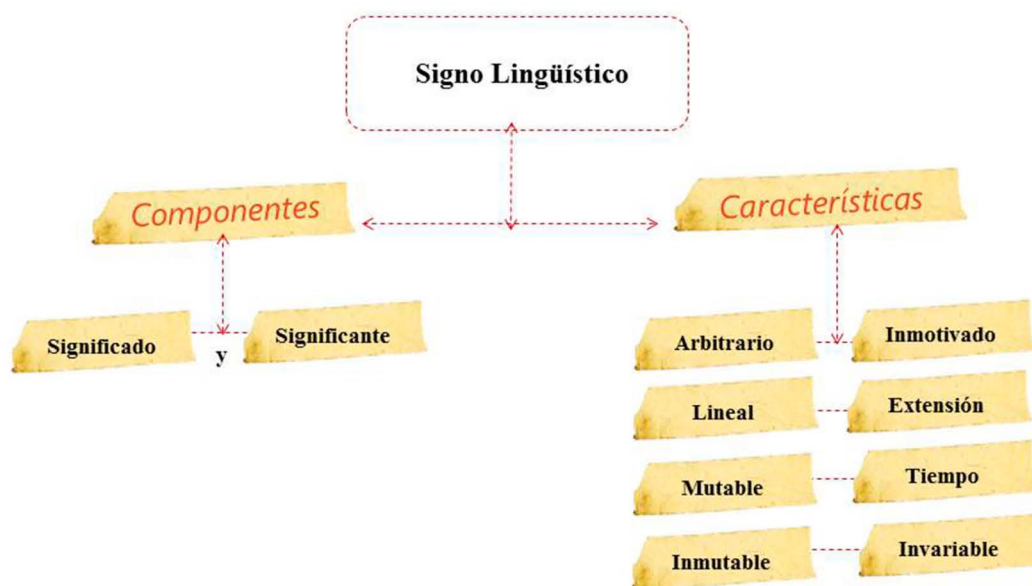 Signo Lingüístico
Componentes
Características
Significado
y
Significante
Arbitrario
Inmotivado
Lineal
Extensión
Mutable
Tiempo
Inmutable
Invariable